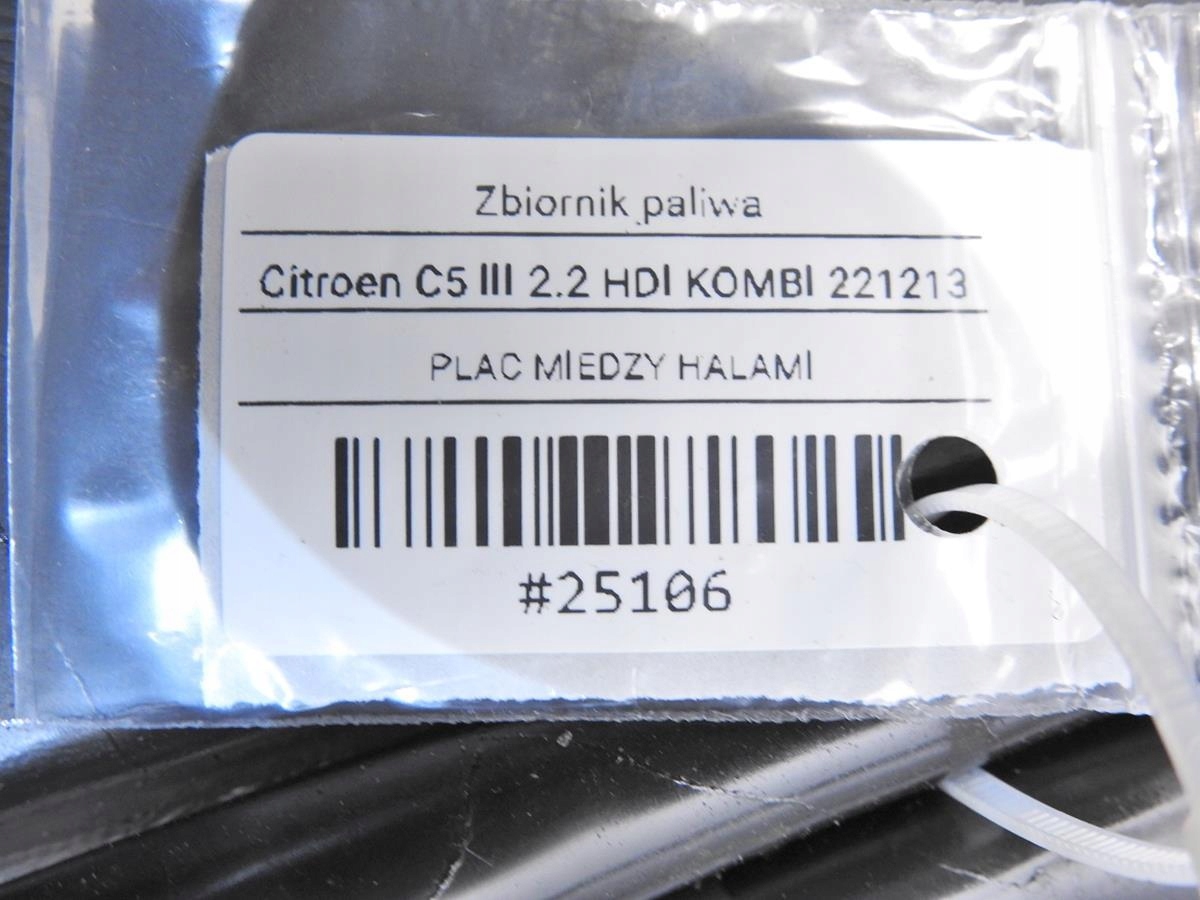 Zbiornik paliwa
Citroen C5 III 2.2 HDI KOMBI 221213
PLAC MIEDZY HALAMI
#25106